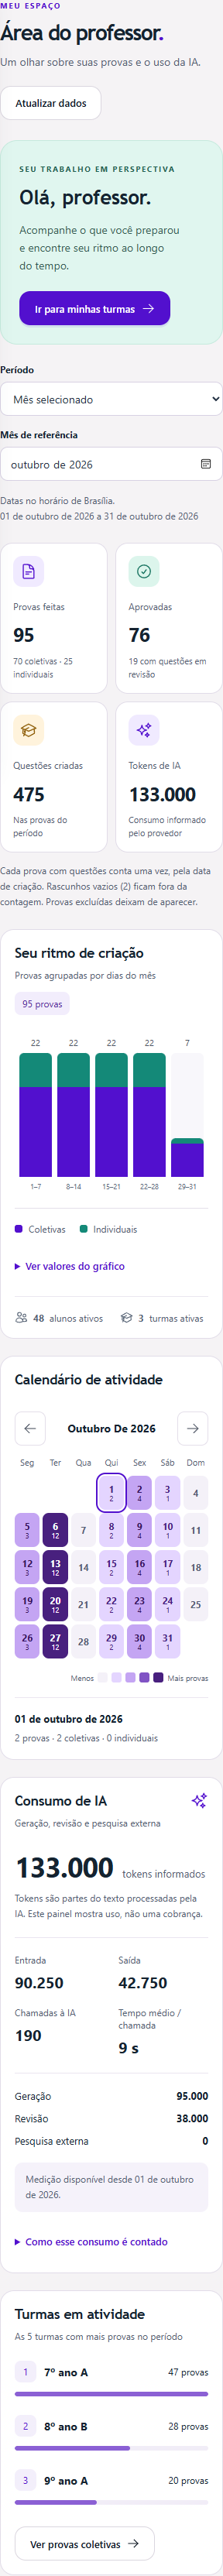 MEU ESPAÇO
Área do professor.
Um olhar sobre suas provas e o uso da IA.
Atualizar dados
SEU TRABALHO EM PERSPECTIVA
Olá, professor.
Acompanhe o que você preparou
e encontre seu ritmo ao longo
do tempo.
Ir para minhas turmas →
Período
Mês selecionado
Mês de referência
outubro de 2026
Datas no horário de Brasília.
01 de outubro de 2026 a 31 de outubro de 2026
Provas feitas
95
70 coletivas · 25
individuais
Aprovadas
76
19 com questões em
revisão
Questões criadas
475
Nas provas do
período
Tokens de IA
133.000
Consumo informado
pelo provedor
Cada prova com questões conta uma vez, pela data
de criação. Rascunhos vazios (2) ficam fora da
contagem. Provas excluídas deixam de aparecer.
Seu ritmo de criação
Provas agrupadas por dias do mês
95 provas
22 22 22 22 7
1–7 8–14 15–21 22–28 29–31
Coletivas Individuais
▶ Ver valores do gráfico
48 alunos ativos 3 turmas ativas
Calendário de atividade
← Outubro De 2026 →
Seg Ter Qua Qui Sex Sáb Dom
1 2 3 4
2 4 1
5 6 7 8 9 10 11
3 12 2 4 1
12 13 14 15 16 17 18
3 12 2 4 1
19 20 21 22 23 24 25
3 12 2 4 1
26 27 28 29 30 31
3 12 2 4 1
Menos Mais provas
01 de outubro de 2026
2 provas · 2 coletivas · 0 individuais
Consumo de IA
Geração, revisão e pesquisa externa
133.000 tokens informados
Tokens são partes do texto processadas pela
IA. Este painel mostra uso, não uma cobrança.
Entrada
90.250
Saída
42.750
Chamadas à IA
190
Tempo médio /
chamada
9 s
Geração 95.000
Revisão 38.000
Pesquisa externa 0
Medição disponível desde 01 de outubro
de 2026.
▶ Como esse consumo é contado
Turmas em atividade
As 5 turmas com mais provas no período
1 7º ano A 47 provas
2 8º ano B 28 provas
3 9º ano A 20 provas
Ver provas coletivas →